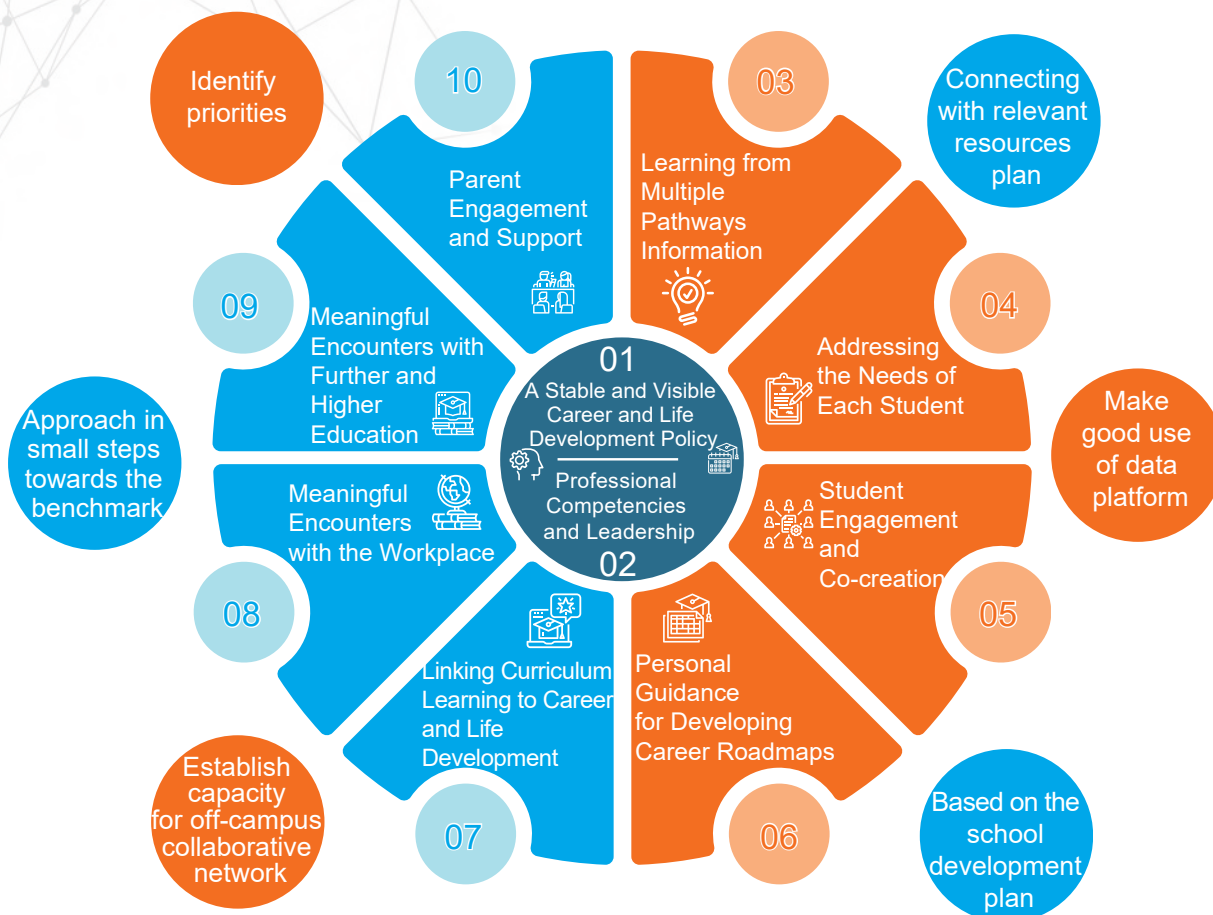 Identify
priorities
10
03
Connecting
with relevant
resources
plan
Parent
Engagement
and Support
Learning from
Multiple
Pathways
Information
09
04
Meaningful
Encounters with
Further and
Higher
Education
01
A Stable and Visible
Career and Life
Development Policy
Professional
Competencies
and Leadership
02
Addressing
the Needs of
Each Student
Approach in
small steps
towards the
benchmark
Make
good use
of data
platform
Meaningful
Encounters
with the Workplace
Student
Engagement
and
Co-creation
08
05
Linking Curriculum
Learning to Career
and Life
Development
Personal
Guidance
for Developing
Career Roadmaps
Establish
capacity
for off-campus
collaborative
network
07
06
Based on the
school
development
plan